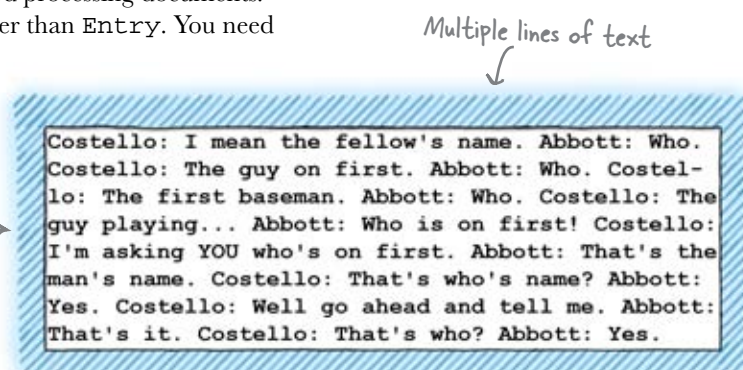 a processing documents.
er than Entry. You need
Multiple lines of text
Costello: I mean the fellow's name. Abbott: Who.
Costello: The guy on first. Abbott: Who. Costel-
lo: The first baseman. Abbott: Who. Costello: The
guy playing... Abbott: Who is on first! Costello:
I'm asking YOU who's on first. Abbott: That's the
man's name. Costello: That's who's name? Abbott:
Yes. Costello: Well go ahead and tell me. Abbott:
That's it. Costello: That's who? Abbott: Yes.